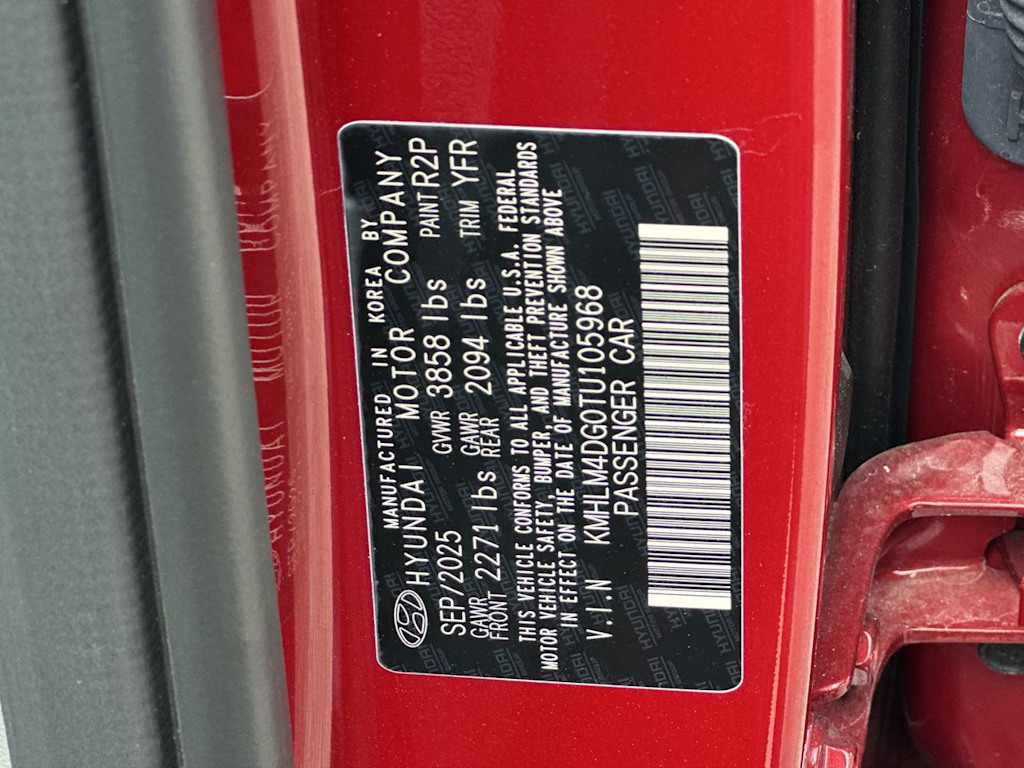 MANUFACTURED IN KOREA BY
HYUNDAI MOTOR COMPANY
SEP/2025 GVWR 3858 lbs PAINT R2P
GAWR FRONT 2271 lbs GAWR REAR 2094 lbs TRIM YFR
THIS VEHICLE CONFORMS TO ALL APPLICABLE U.S.A. FEDERAL
MOTOR VEHICLE SAFETY, BUMPER, AND THEFT PREVENTION STANDARDS
IN EFFECT ON THE DATE OF MANUFACTURE SHOWN ABOVE
V.I.N KMHLM4DG0TU105968
PASSENGER CAR